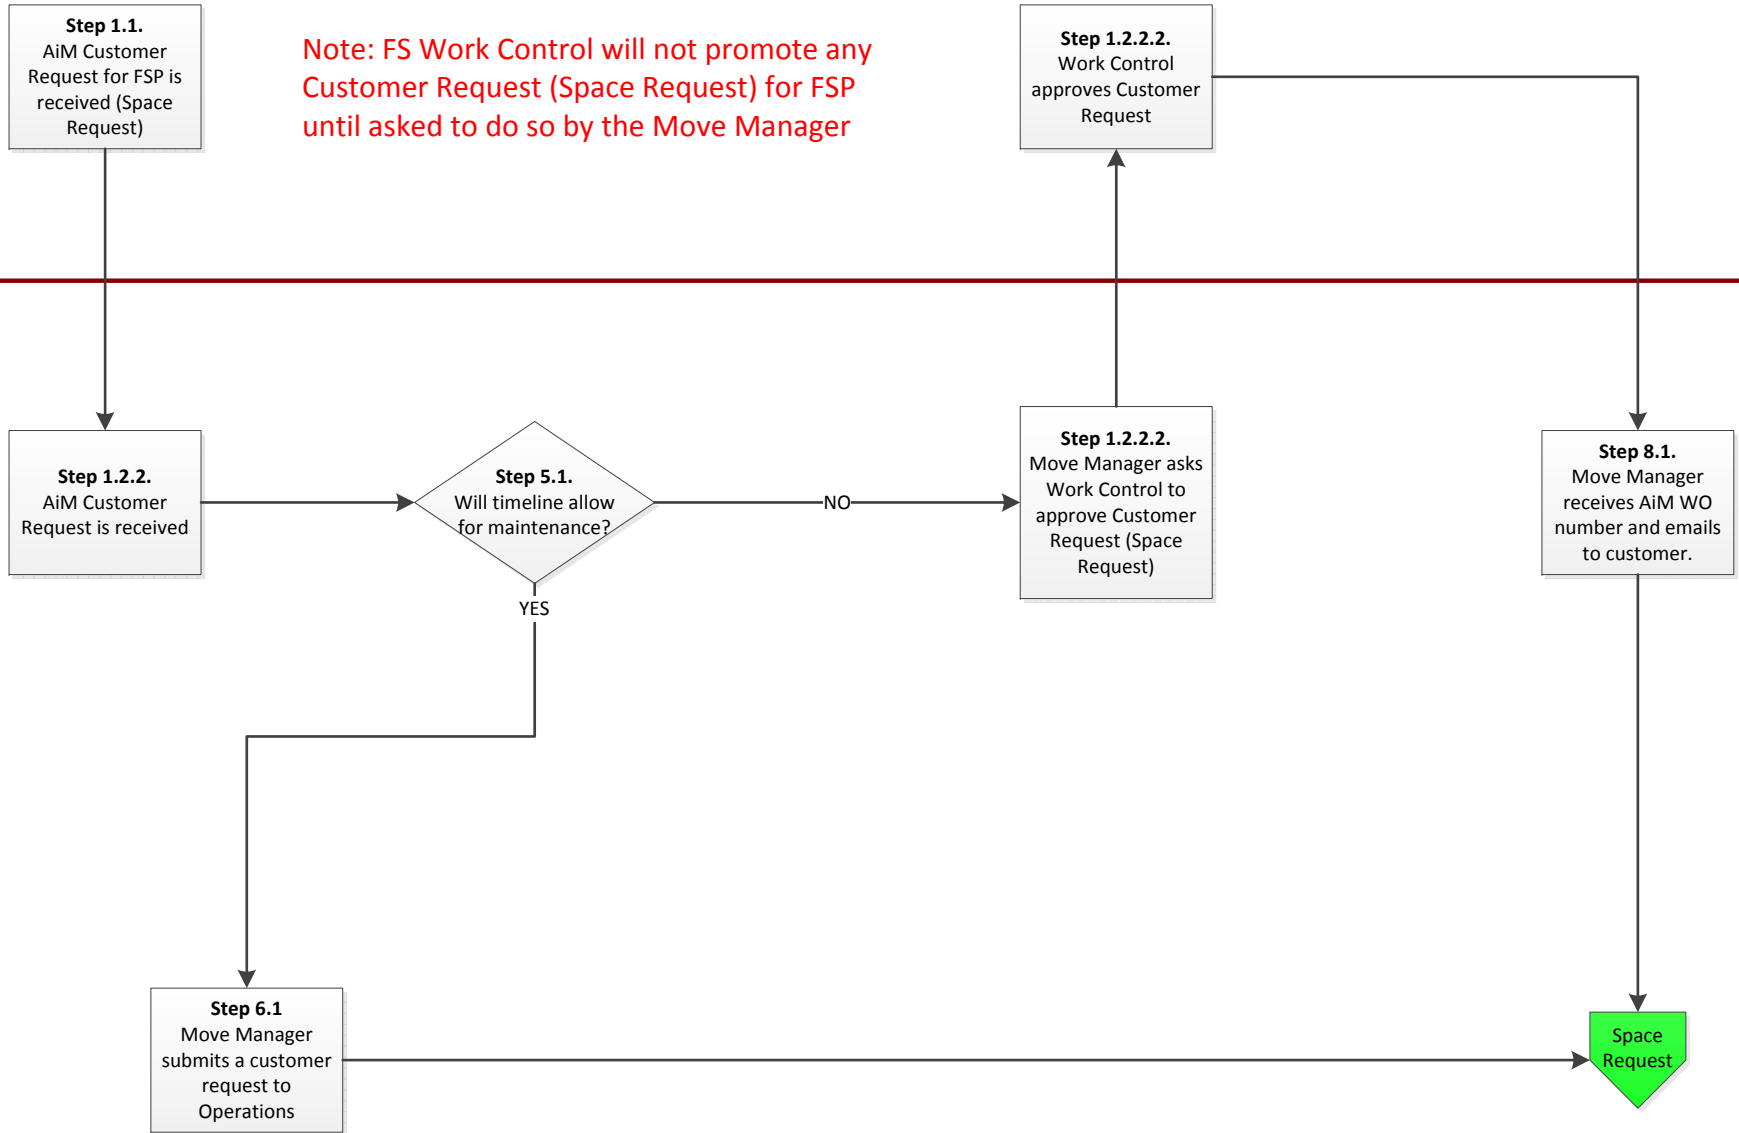 Step 1.1.
AiM Customer
Request for FSP is
received (Space
Request)
Note: FS Work Control will not promote any
Customer Request (Space Request) for FSP
until asked to do so by the Move Manager
Step 1.2.2.2.
Work Control
approves Customer
Request
Step 1.2.2.
AiM Customer
Request is received
Step 5.1.
Will timeline allow
for maintenance?
NO
YES
Step 1.2.2.2.
Move Manager asks
Work Control to
approve Customer
Request (Space
Request)
Step 8.1.
Move Manager
receives AiM WO
number and emails
to customer.
Step 6.1
Move Manager
submits a customer
request to
Operations
Space
Request